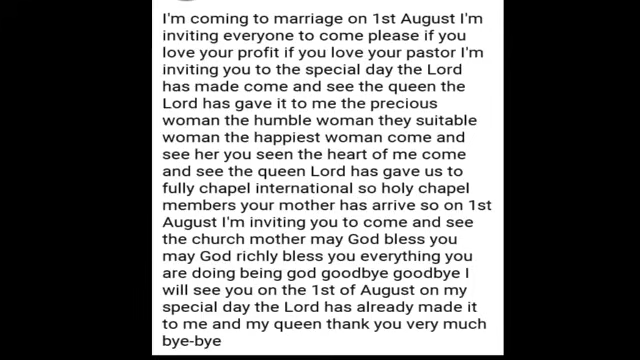 I'm coming to marriage on 1st August I'm
inviting everyone to come please if you
love your profit if you love your pastor I'm
inviting you to the special day the Lord
has made come and see the queen the
Lord has gave it to me the precious
woman the humble woman they suitable
woman the happiest woman come and
see her you seen the heart of me come
and see the queen Lord has gave us to
fully chapel international so holy chapel
members your mother has arrive so on 1st
August I'm inviting you to come and see
the church mother may God bless you
may God richly bless you everything you
are doing being god goodbye goodbye I
will see you on the 1st of August on my
special day the Lord has already made it
to me and my queen thank you very much
bye-bye